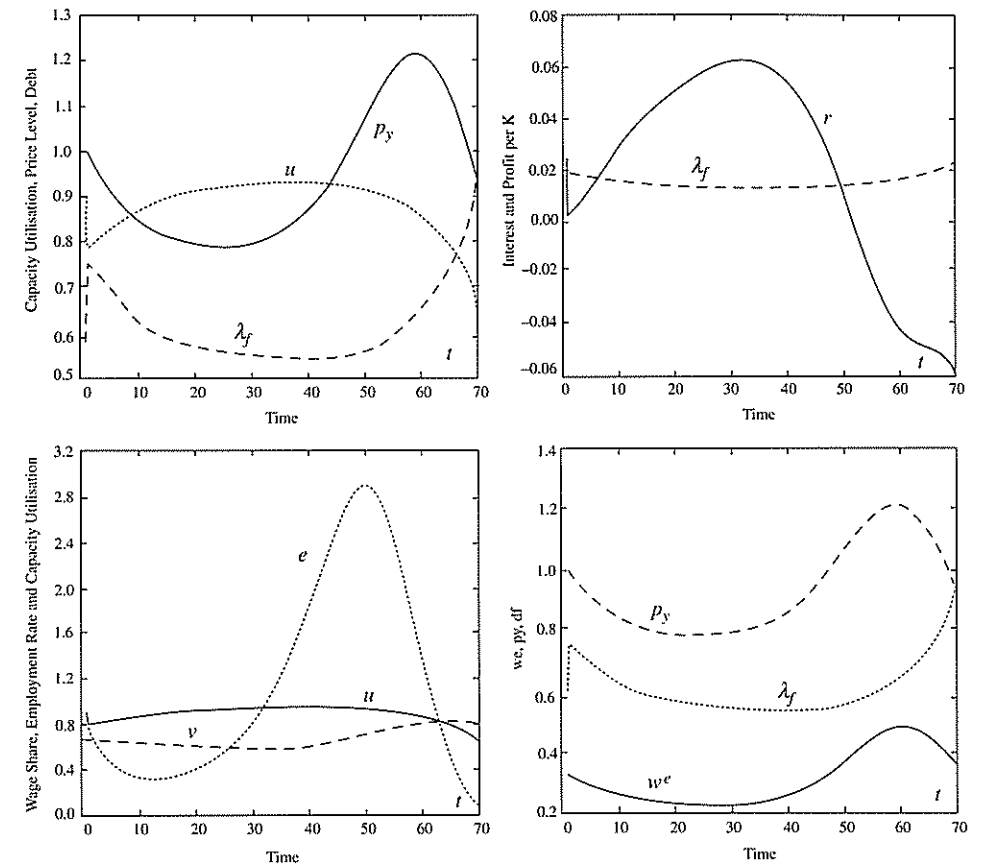 Capacity Utilisation, Price Level, Debt
1.3
1.2
1.1
1.0
0.9
0.8
0.7
0.6
0.5
p_y
u
λ_f
t
0 10 20 30 40 50 60 70
Time
Interest and Profit per K
0.08
0.06
0.04
0.02
0.00
−0.02
−0.04
−0.06
r
λ_f
t
0 10 20 30 40 50 60 70
Time
Wage Share, Employment Rate and Capacity Utilisation
3.2
2.8
2.4
2.0
1.6
1.2
0.8
0.4
0.0
e
u
v
t
0 10 20 30 40 50 60 70
Time
we, py, df
1.4
1.2
1.0
0.8
0.6
0.4
0.2
p_y
λ_f
w^e
t
0 10 20 30 40 50 60 70
Time